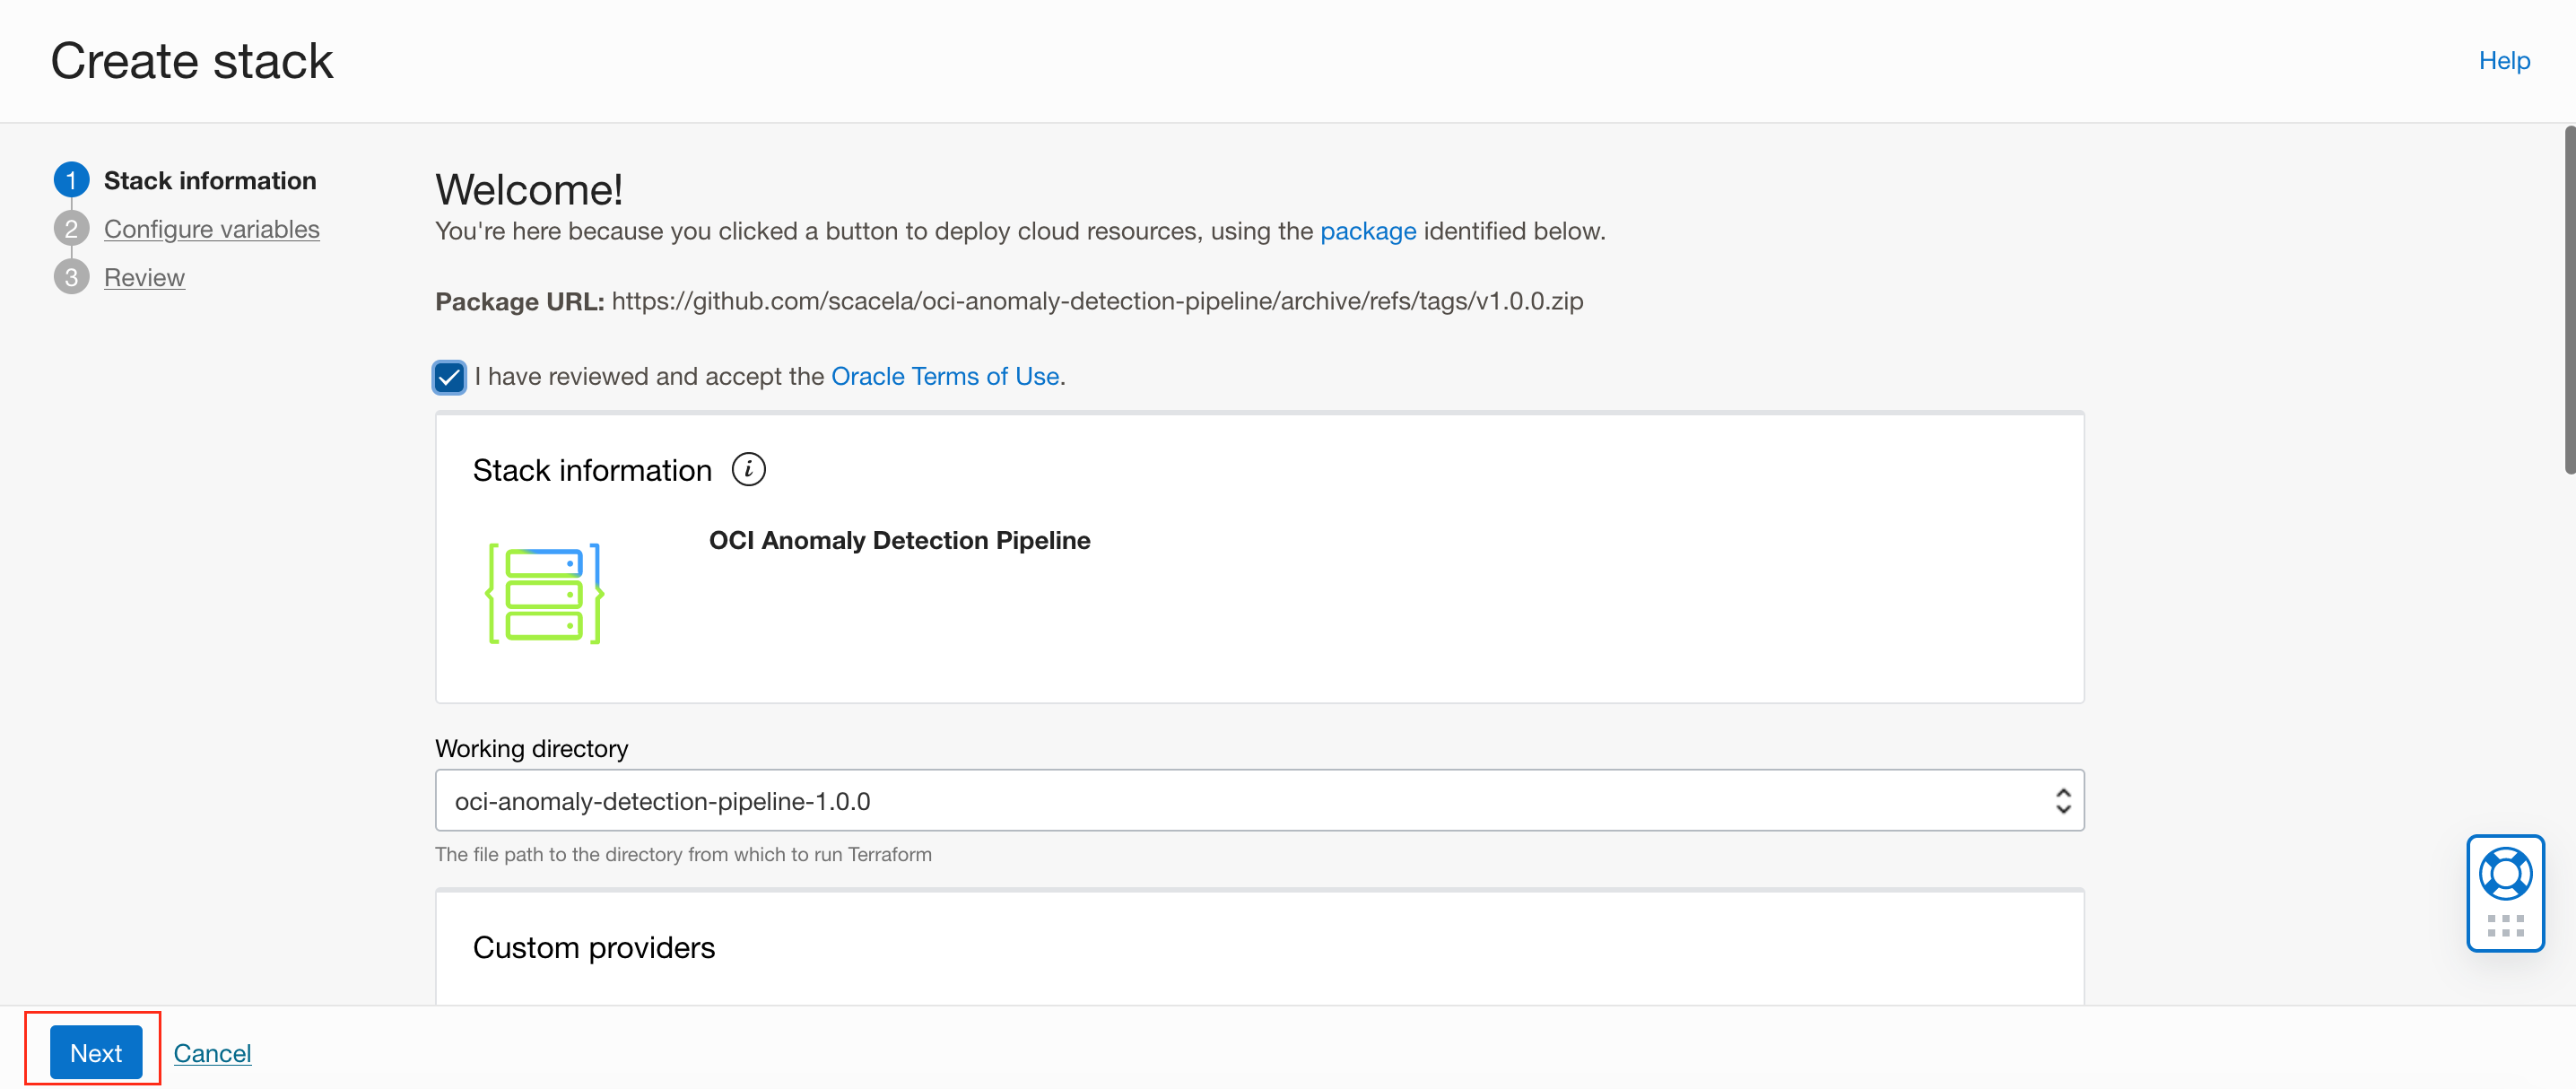 Create stack
Help
1 Stack information
2 Configure variables
3 Review
Welcome!
You're here because you clicked a button to deploy cloud resources, using the package identified below.
Package URL: https://github.com/scacela/oci-anomaly-detection-pipeline/archive/refs/tags/v1.0.0.zip
I have reviewed and accept the Oracle Terms of Use.
Stack information i
OCI Anomaly Detection Pipeline
Working directory
oci-anomaly-detection-pipeline-1.0.0
The file path to the directory from which to run Terraform
Custom providers
Next Cancel